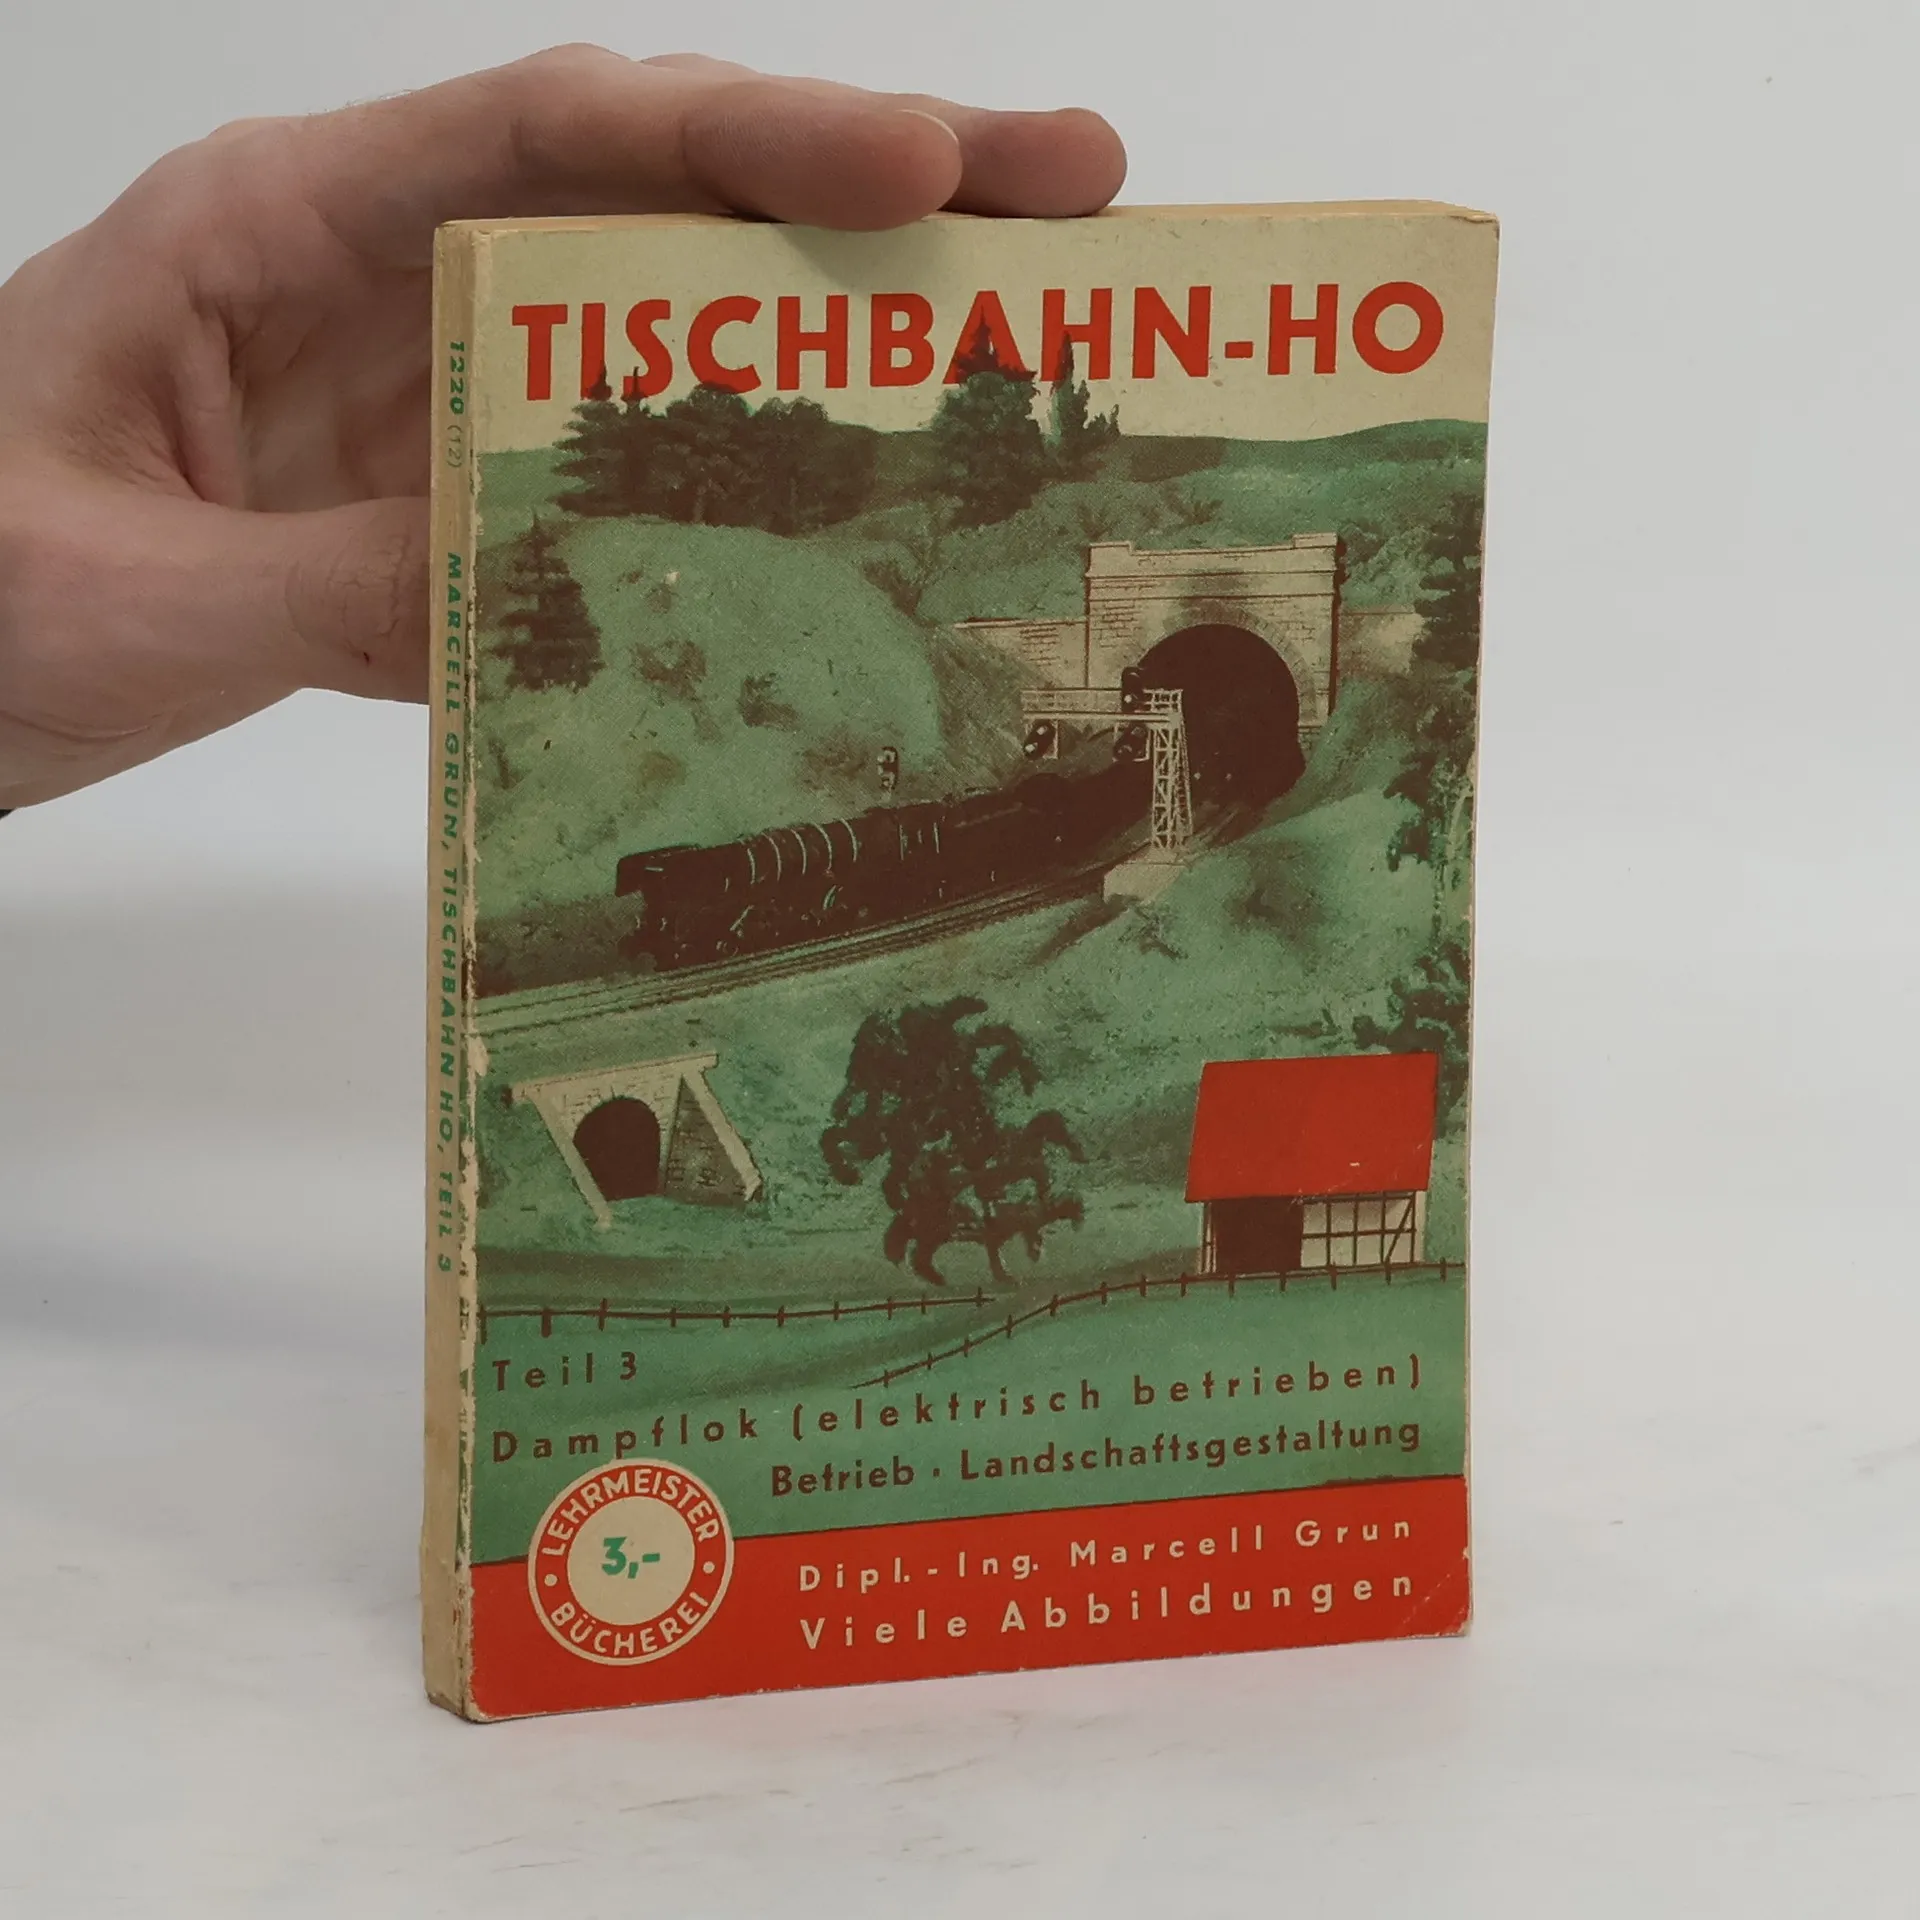 TISCHBAHN-HO
Teil 3
Dampflok (elektrisch betrieben)
Betrieb · Landschaftsgestaltung
LEHRMEISTER
3,-
• BÜCHEREI •
Dipl.-Ing. Marcell Grun
Viele Abbildungen
1220 (12) MARCELL GRUN, TISCHBAHN HO, TEIL 3